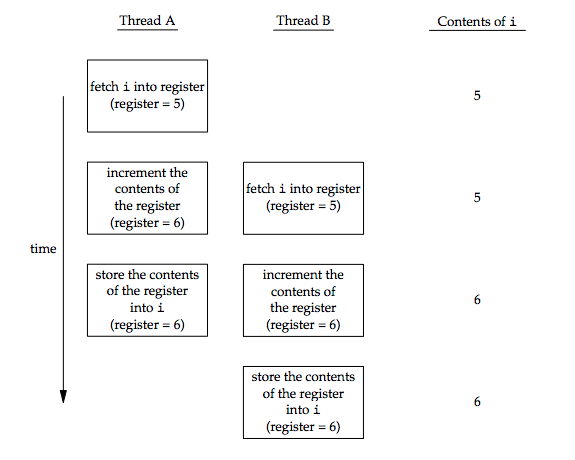 Thread A
Thread B
Contents of i
fetch i into register
(register = 5)
5
increment the
contents of
the register
(register = 6)
fetch i into register
(register = 5)
5
time
store the contents
of the register
into i
(register = 6)
increment the
contents of
the register
(register = 6)
6
store the contents
of the register
into i
(register = 6)
6